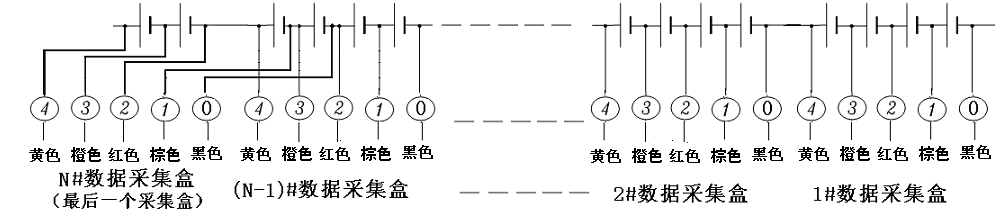 4 3 2 1 0 4 3 2 1 0 4 3 2 1 0 4 3 2 1 0
黄色 橙色 红色 棕色 黑色 黄色 橙色 红色 棕色 黑色 黄色 橙色 红色 棕色 黑色 黄色 橙色 红色 棕色 黑色
N#数据采集盒 (N-1)#数据采集盒 2#数据采集盒 1#数据采集盒
(最后一个采集盒)